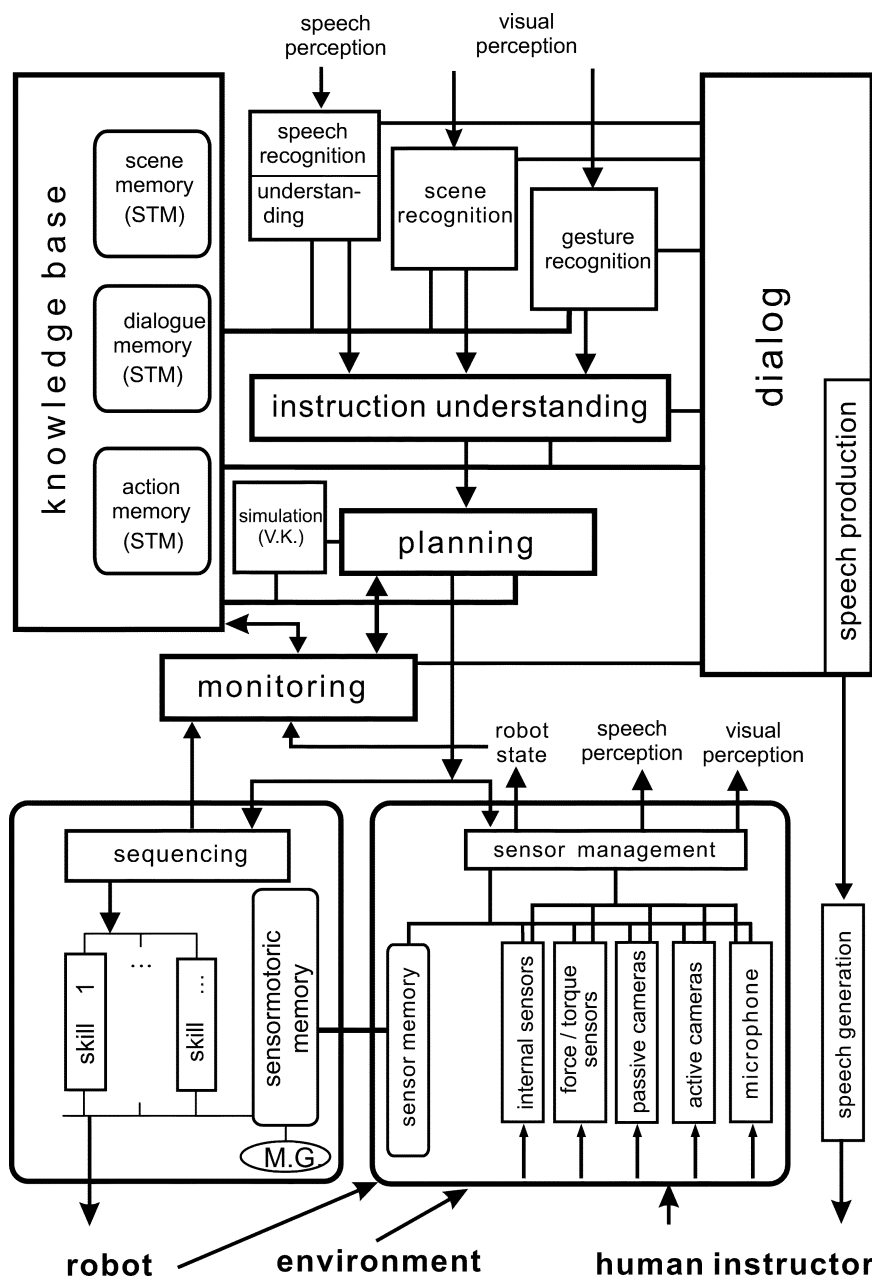 speech
perception
visual
perception
knowledge base
scene
memory
(STM)
dialogue
memory
(STM)
action
memory
(STM)
speech
recognition
understan-
ding
scene
recognition
gesture
recognition
dialog
speech production
instruction understanding
simulation
(V.K.)
planning
monitoring
robot
state
speech
perception
visual
perception
sequencing
sensor management
skill 1
...
skill ...
sensormotoric
memory
M.G.
sensor memory
internal sensors
force / torque
sensors
passive cameras
active cameras
microphone
speech generation
robot
environment
human instructor